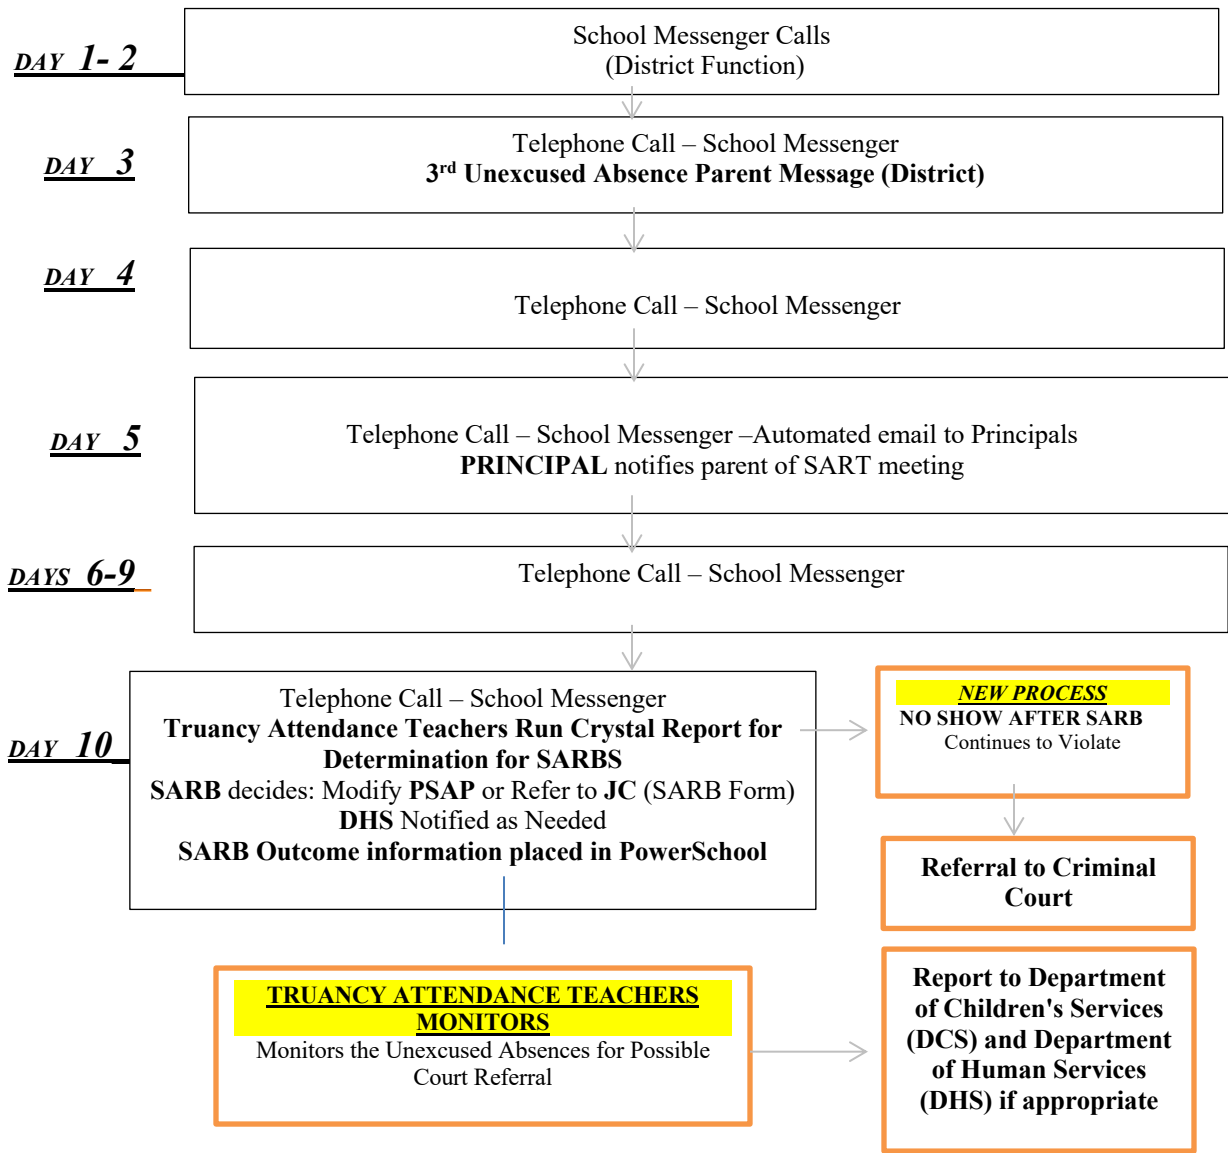 DAY 1- 2
School Messenger Calls
(District Function)
DAY 3
Telephone Call – School Messenger
3rd Unexcused Absence Parent Message (District)
DAY 4
Telephone Call – School Messenger
DAY 5
Telephone Call – School Messenger –Automated email to Principals
PRINCIPAL notifies parent of SART meeting
DAYS 6-9
Telephone Call – School Messenger
DAY 10
Telephone Call – School Messenger
Truancy Attendance Teachers Run Crystal Report for
Determination for SARBS
SARB decides: Modify PSAP or Refer to JC (SARB Form)
DHS Notified as Needed
SARB Outcome information placed in PowerSchool
NEW PROCESS
NO SHOW AFTER SARB
Continues to Violate
Referral to Criminal
Court
TRUANCY ATTENDANCE TEACHERS
MONITORS
Monitors the Unexcused Absences for Possible
Court Referral
Report to Department
of Children's Services
(DCS) and Department
of Human Services
(DHS) if appropriate